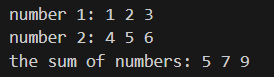 number 1: 1 2 3
number 2: 4 5 6
the sum of numbers: 5 7 9